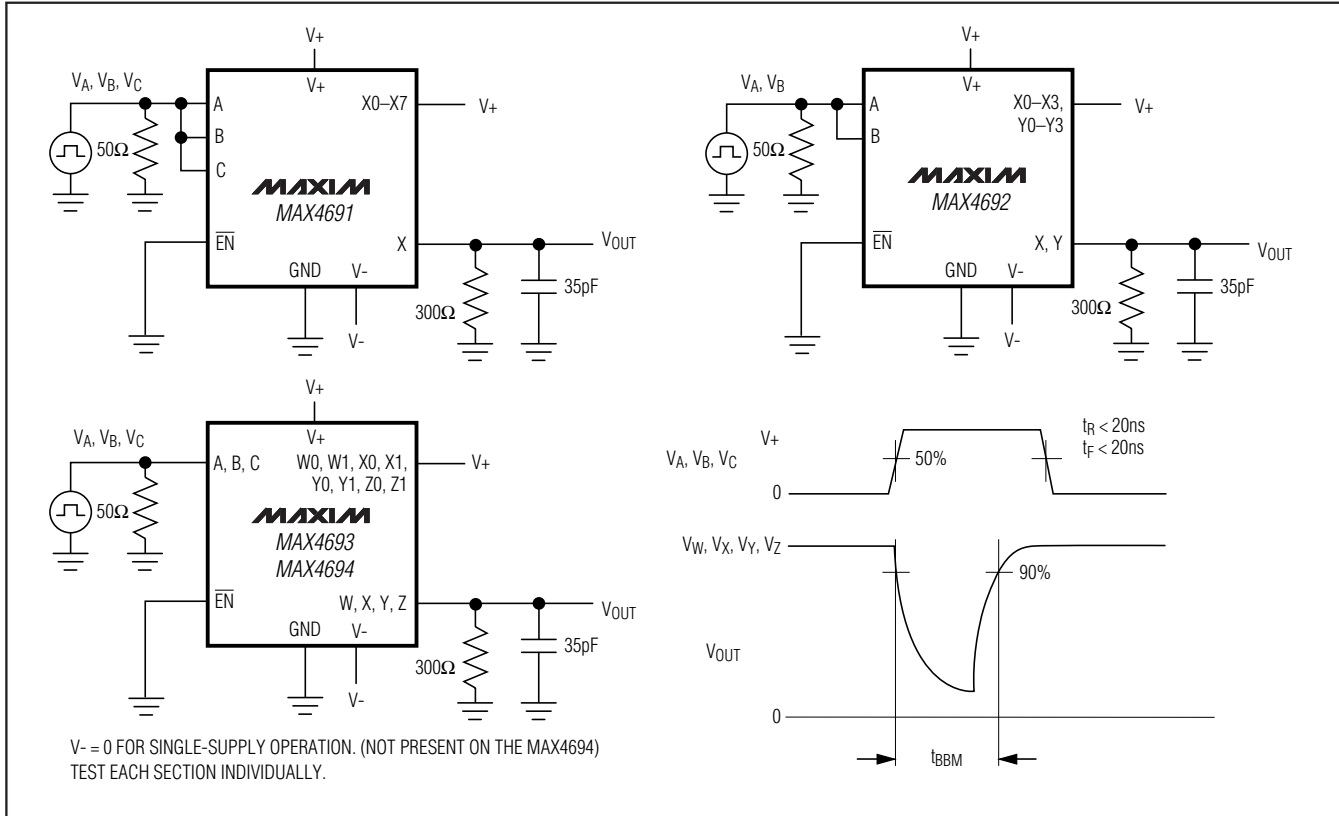 V+
VA, VB, VC
V+
A
X0–X7
V+
B
50Ω
C
MAXIM
MAX4691
EN
X
VOUT
GND
V-
35pF
300Ω
V-
V+
VA, VB
V+
A
X0–X3,
Y0–Y3
V+
B
50Ω
MAXIM
MAX4692
EN
X, Y
VOUT
GND
V-
35pF
300Ω
V-
V+
VA, VB, VC
V+
A, B, C
W0, W1, X0, X1,
Y0, Y1, Z0, Z1
V+
50Ω
MAXIM
MAX4693
MAX4694
EN
W, X, Y, Z
VOUT
GND
V-
35pF
300Ω
V-
V+
tR < 20ns
tF < 20ns
VA, VB, VC
50%
0
VW, VX, VY, VZ
90%
VOUT
0
tBBM
V- = 0 FOR SINGLE-SUPPLY OPERATION. (NOT PRESENT ON THE MAX4694)
TEST EACH SECTION INDIVIDUALLY.